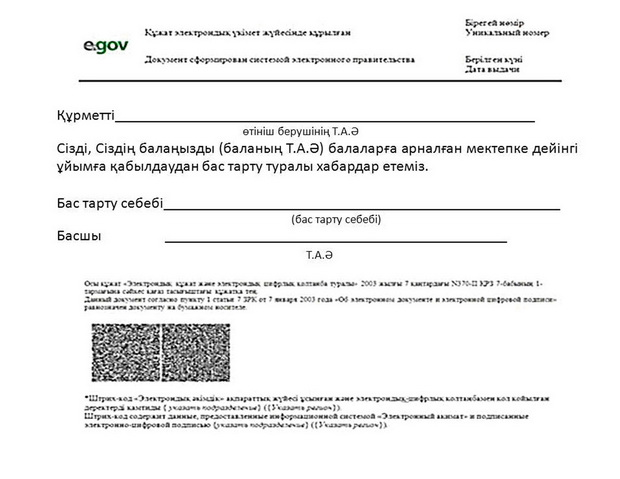 e.gov
Құжат электрондық үкімет жүйесінде құрылған
Бірегей нөмір
Уникальный номер
Документ сформирован системой электронного правительства
Берілген күні
Дата выдачи
Құрметті____________________
өтініш берушінің Т.А.Ә
Сізді, Сіздің балаңызды (баланың Т.А.Ә) балаларға арналған мектепке дейінгі
ұйымға қабылдаудан бас тарту туралы хабардар етеміз.
Бас тарту себебі____________________
(бас тарту себебі)
Басшы ____________________
Т.А.Ә
Осы құжат «Электрондық құжат және электрондық цифрлық қолтаңба туралы» 2003 жылғы 7 қаңтардағы N370-II ҚРЗ 7-бабының 1-
тармағына сәйкес қағаз тасығыштағы құжатқа тең.
Данный документ согласно пункту 1 статьи 7 ЗРК от 7 января 2003 года «Об электронном документе и электронной цифровой подписи»
равнозначен документу на бумажном носителе.
*Штрих-код «Электрондық әкімдік» ақпараттық жүйесі ұсынған және электрондық-цифрлық қолтаңбамен қол қойылған
деректерді қамтиды ( указать подразделение) ({Указать регион}).
Штрих-код содержит данные, предоставленные информационной системой «Электронный акимат» и подписанные
электронно-цифровой подписью (указать подразделение) ({Указать регион}).